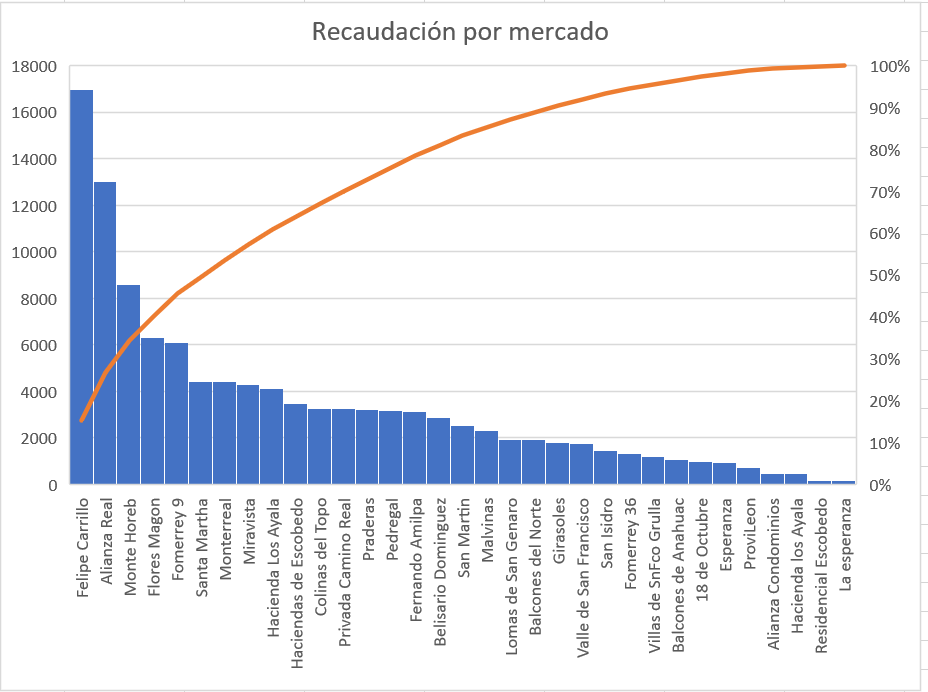 Recaudación por mercado
18000
16000
14000
12000
10000
8000
6000
4000
2000
0
100%
90%
80%
70%
60%
50%
40%
30%
20%
10%
0%
Felipe Carrillo
Alianza Real
Monte Horeb
Flores Magon
Fomerrey 9
Santa Martha
Monterreal
Miravista
Hacienda Los Ayala
Haciendas de Escobedo
Colinas del Topo
Privada Camino Real
Praderas
Pedregal
Fernando Amilpa
Belisario Dominguez
San Martin
Malvinas
Lomas de San Genaro
Balcones del Norte
Girasoles
Valle de San Francisco
San Isidro
Fomerrey 36
Villas de SnFco Grulla
Balcones de Anahuac
18 de Octubre
Esperanza
ProviLeon
Alianza Condominios
Hacienda los Ayala
Residencial Escobedo
La esperanza